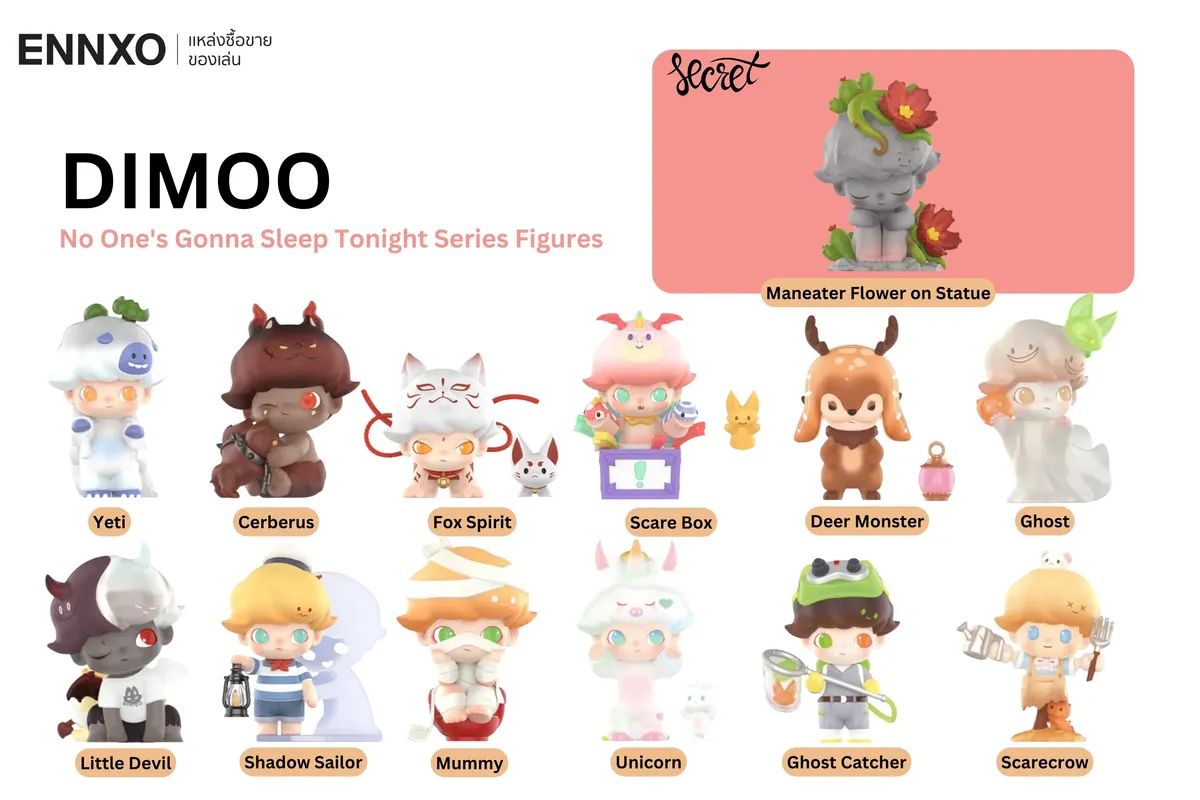 ENNXO
แหล่งซื้อขาย
ของเล่น
secret
DIMOO
No One's Gonna Sleep Tonight Series Figures
Maneater Flower on Statue
Yeti
Cerberus
Fox Spirit
Scare Box
Deer Monster
Ghost
Little Devil
Shadow Sailor
Mummy
Unicorn
Ghost Catcher
Scarecrow